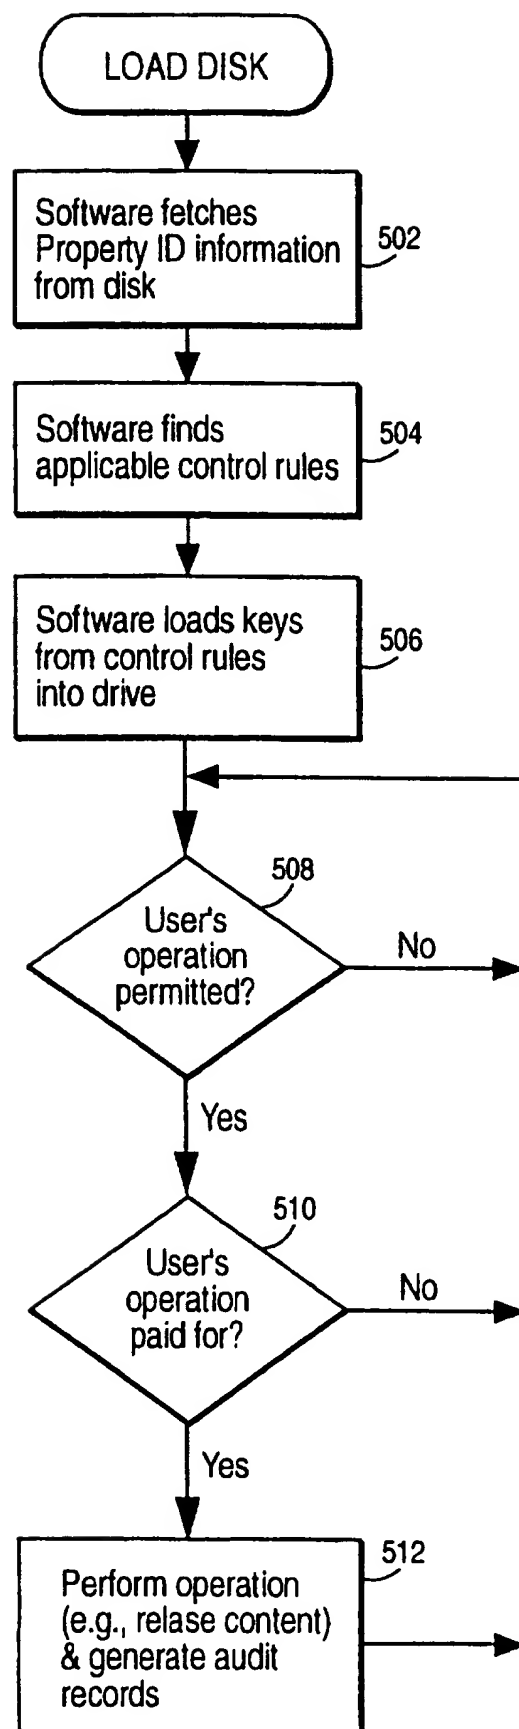 LOAD DISK
Software fetches
Property ID information
from disk
502
Software finds
applicable control rules
504
Software loads keys
from control rules
into drive
506
508
User's
operation
permitted?
No
Yes
510
User's
operation
paid for?
No
Yes
512
Perform operation
(e.g., relase content)
& generate audit
records